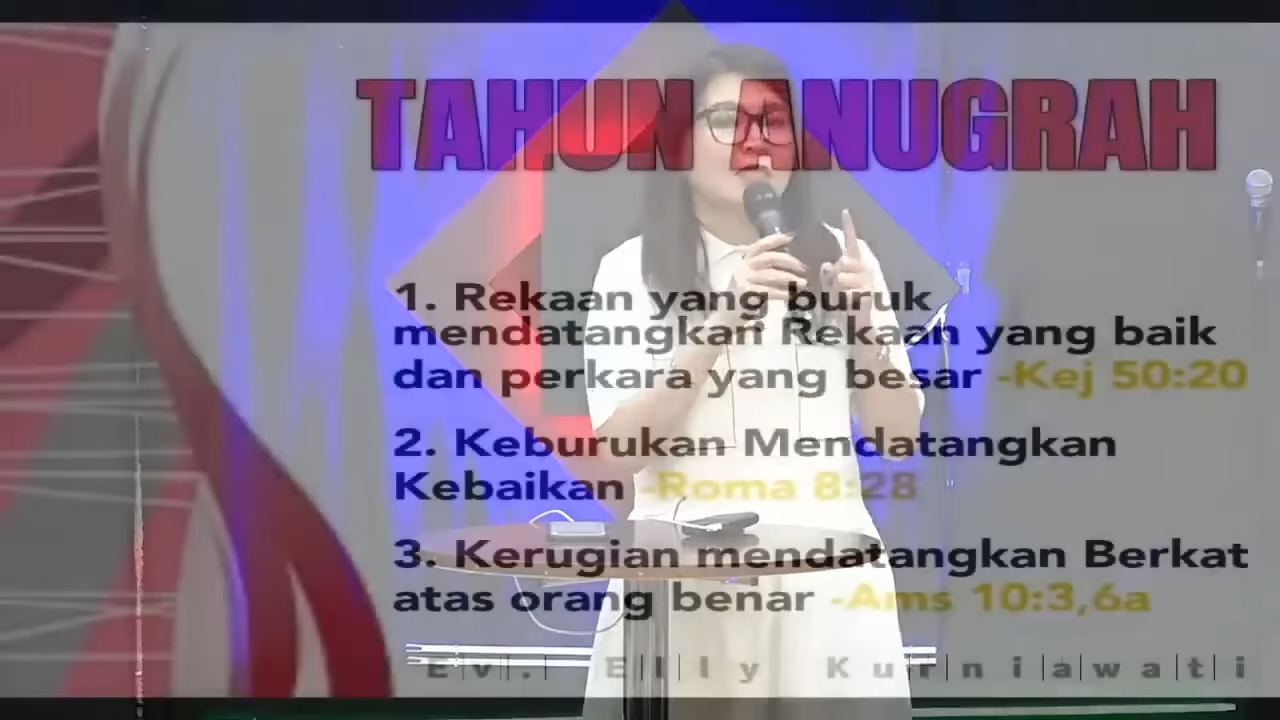 TAHUN ANUGRAH
1. Rekaan yang buruk
mendatangkan Rekaan yang baik
dan perkara yang besar -Kej 50:20
2. Keburukan Mendatangkan
Kebaikan -Roma 8:28
3. Kerugian mendatangkan Berkat
atas orang benar -Ams 10:3,6a
Ev. Elly Kurniawati